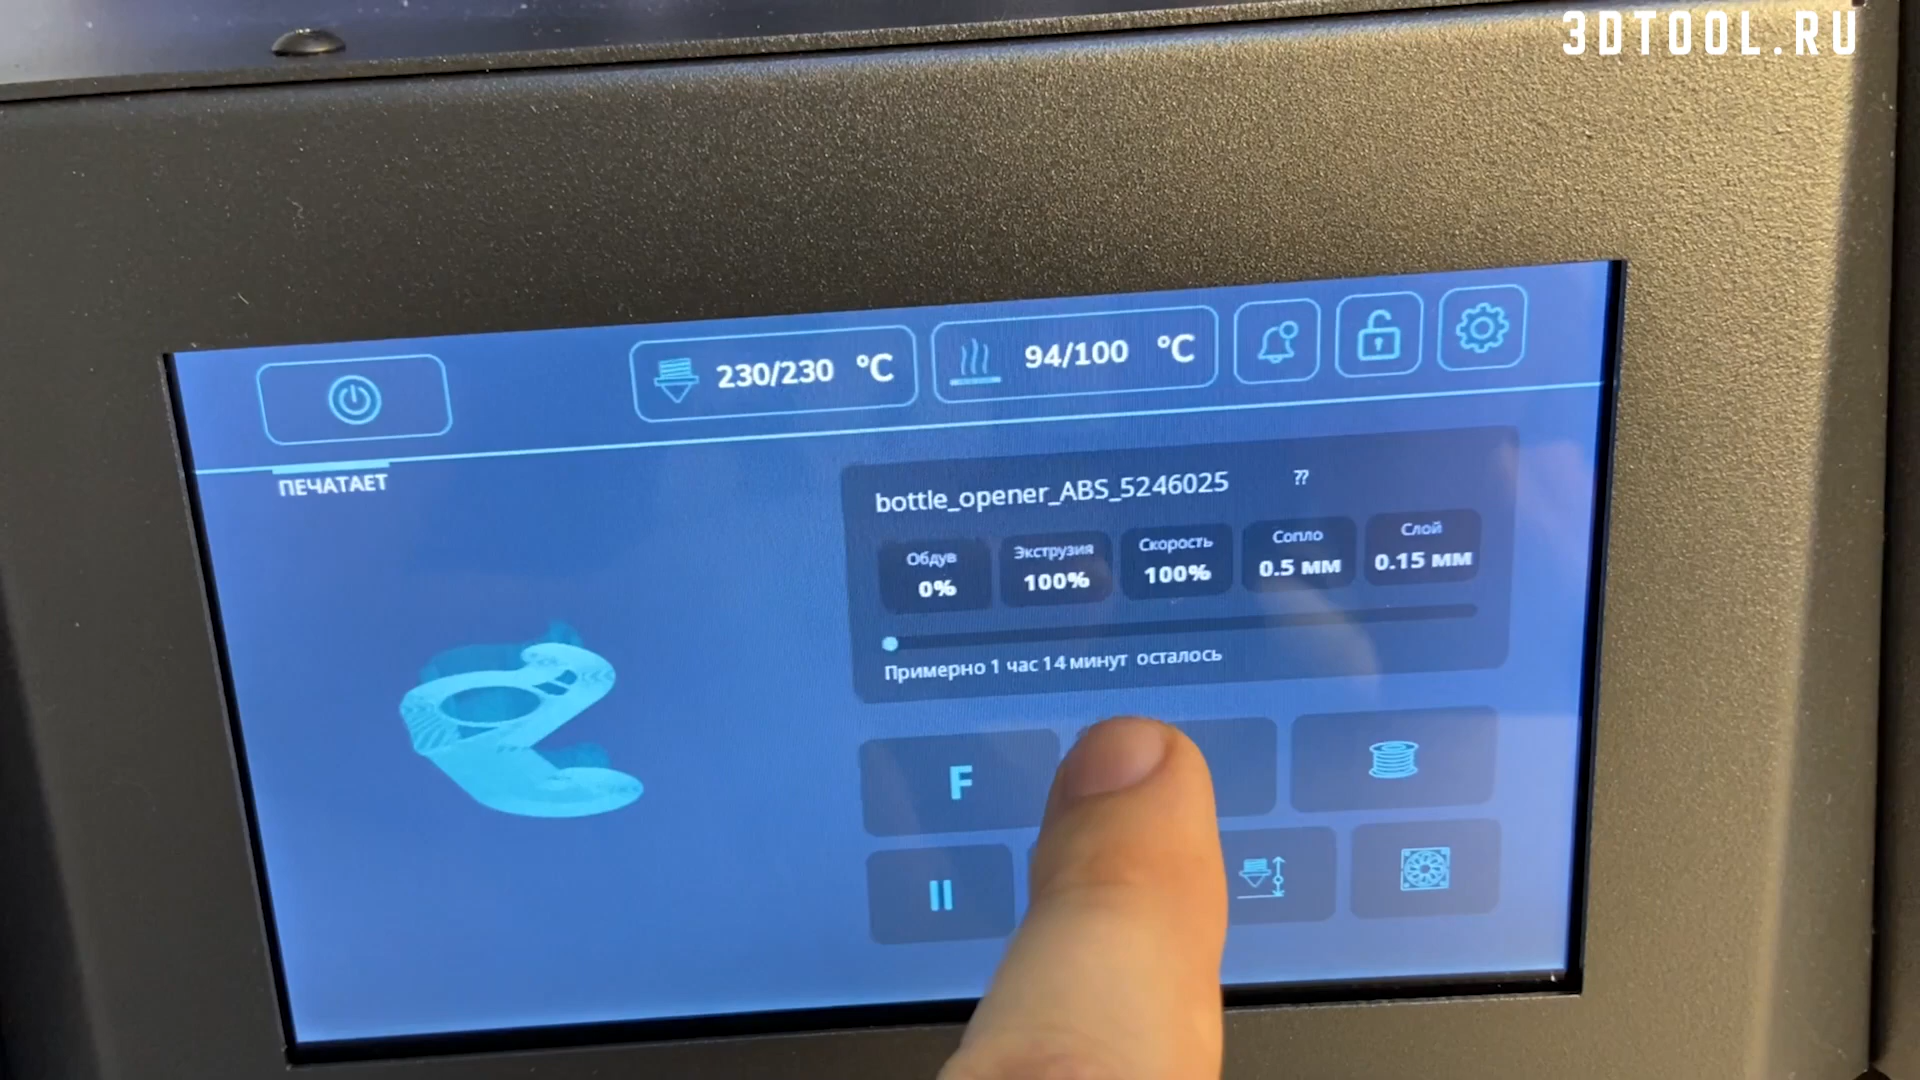 3DTOOL.RU
230/230 °C
94/100 °C
ПЕЧАТАЕТ
bottle_opener_ABS_5246025 ??
Обдув
0%
Экструзия
100%
Скорость
100%
Сопло
0.5 мм
Слой
0.15 мм
Примерно 1 час 14 минут осталось
F